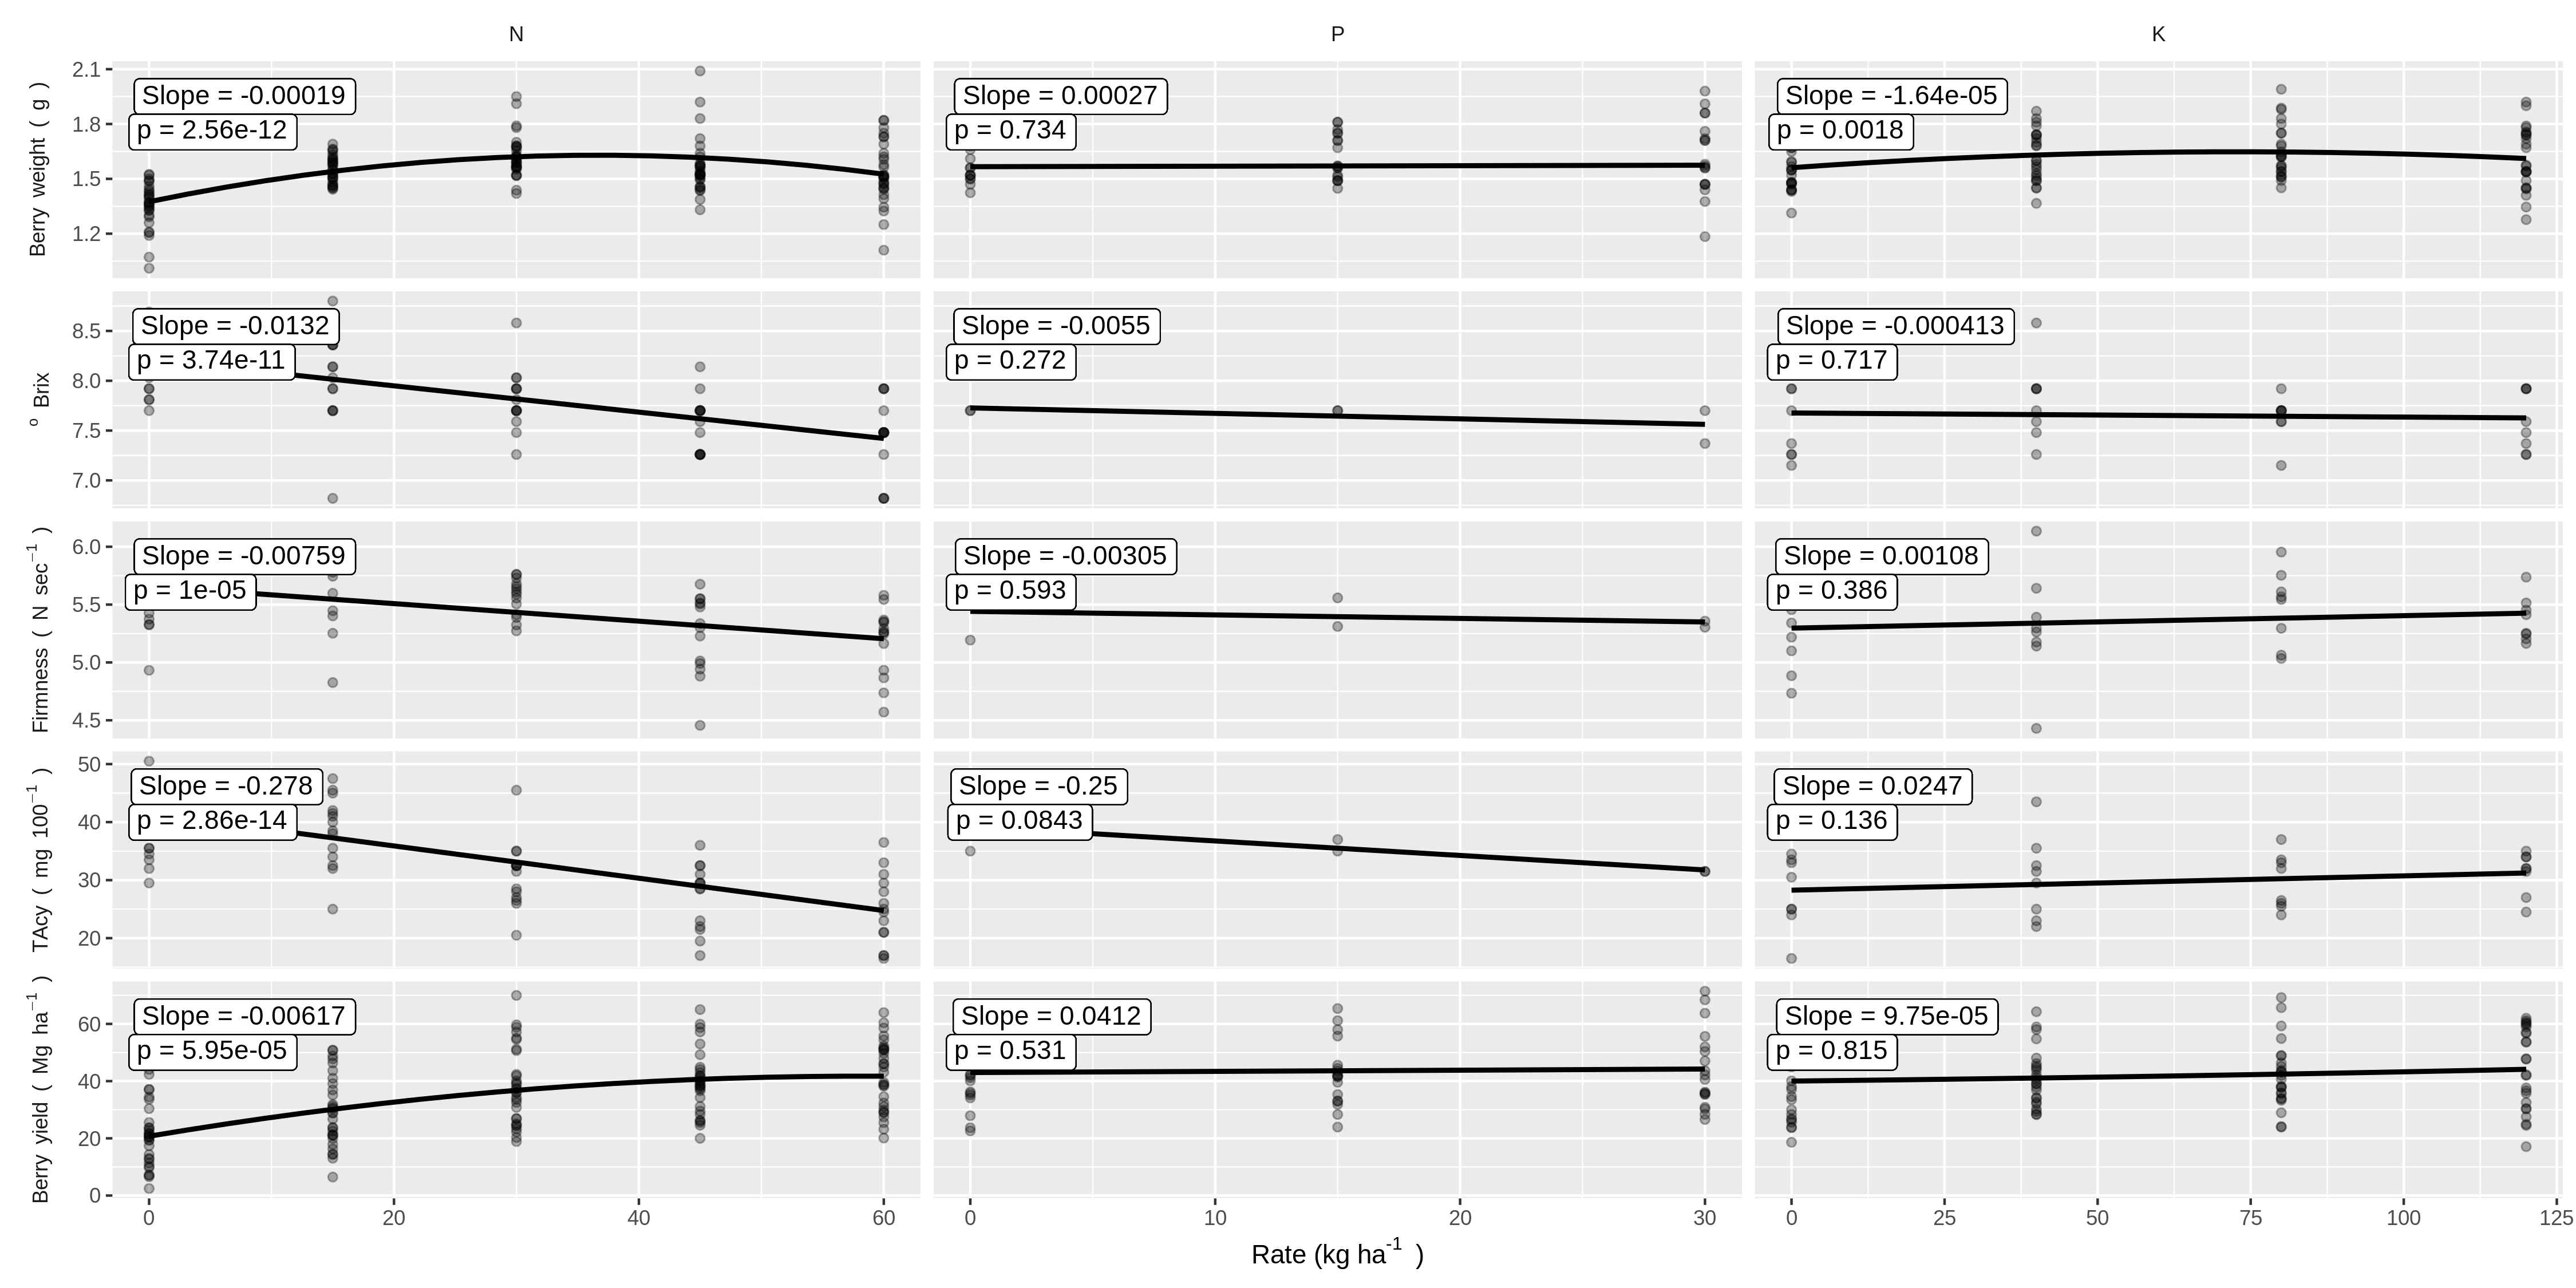 N P K
Berry weight ( g )
2.1
1.8
1.5
1.2
Slope = -0.00019
p = 2.56e-12
Slope = 0.00027
p = 0.734
Slope = -1.64e-05
p = 0.0018
º Brix
8.5
8.0
7.5
7.0
Slope = -0.0132
p = 3.74e-11
Slope = -0.0055
p = 0.272
Slope = -0.000413
p = 0.717
Firmness ( N sec⁻¹ )
6.0
5.5
5.0
4.5
Slope = -0.00759
p = 1e-05
Slope = -0.00305
p = 0.593
Slope = 0.00108
p = 0.386
TAcy ( mg 100⁻¹ )
50
40
30
20
Slope = -0.278
p = 2.86e-14
Slope = -0.25
p = 0.0843
Slope = 0.0247
p = 0.136
Berry yield ( Mg ha⁻¹ )
60
40
20
0
Slope = -0.00617
p = 5.95e-05
Slope = 0.0412
p = 0.531
Slope = 9.75e-05
p = 0.815
0 20 40 60
0 10 20 30
0 25 50 75 100 125
Rate (kg ha⁻¹ )